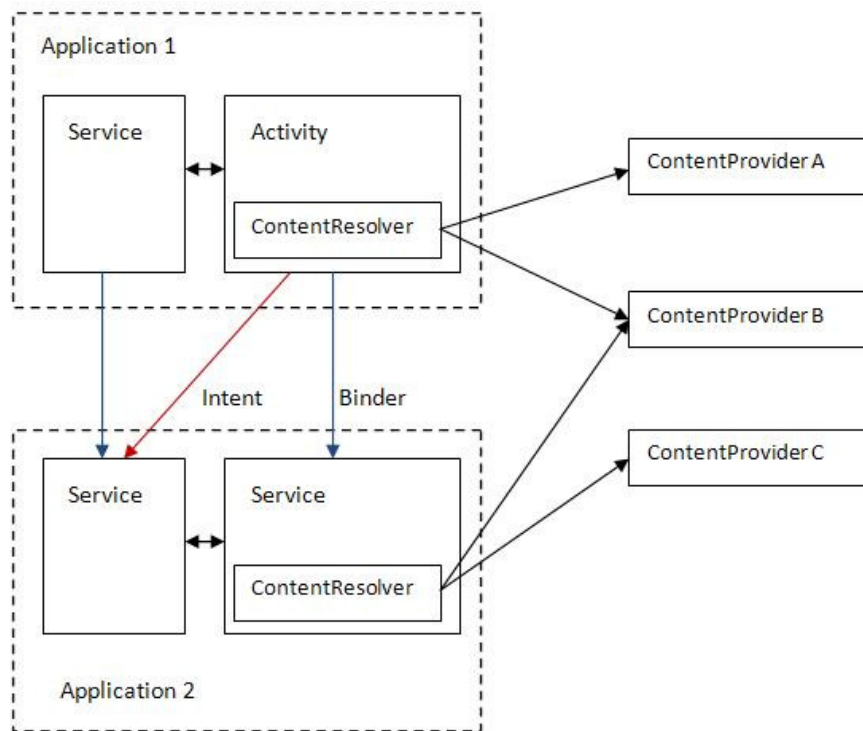 Application 1
Service
Activity
ContentResolver
ContentProvider A
ContentProvider B
ContentProvider C
Intent
Binder
Service
Service
ContentResolver
Application 2